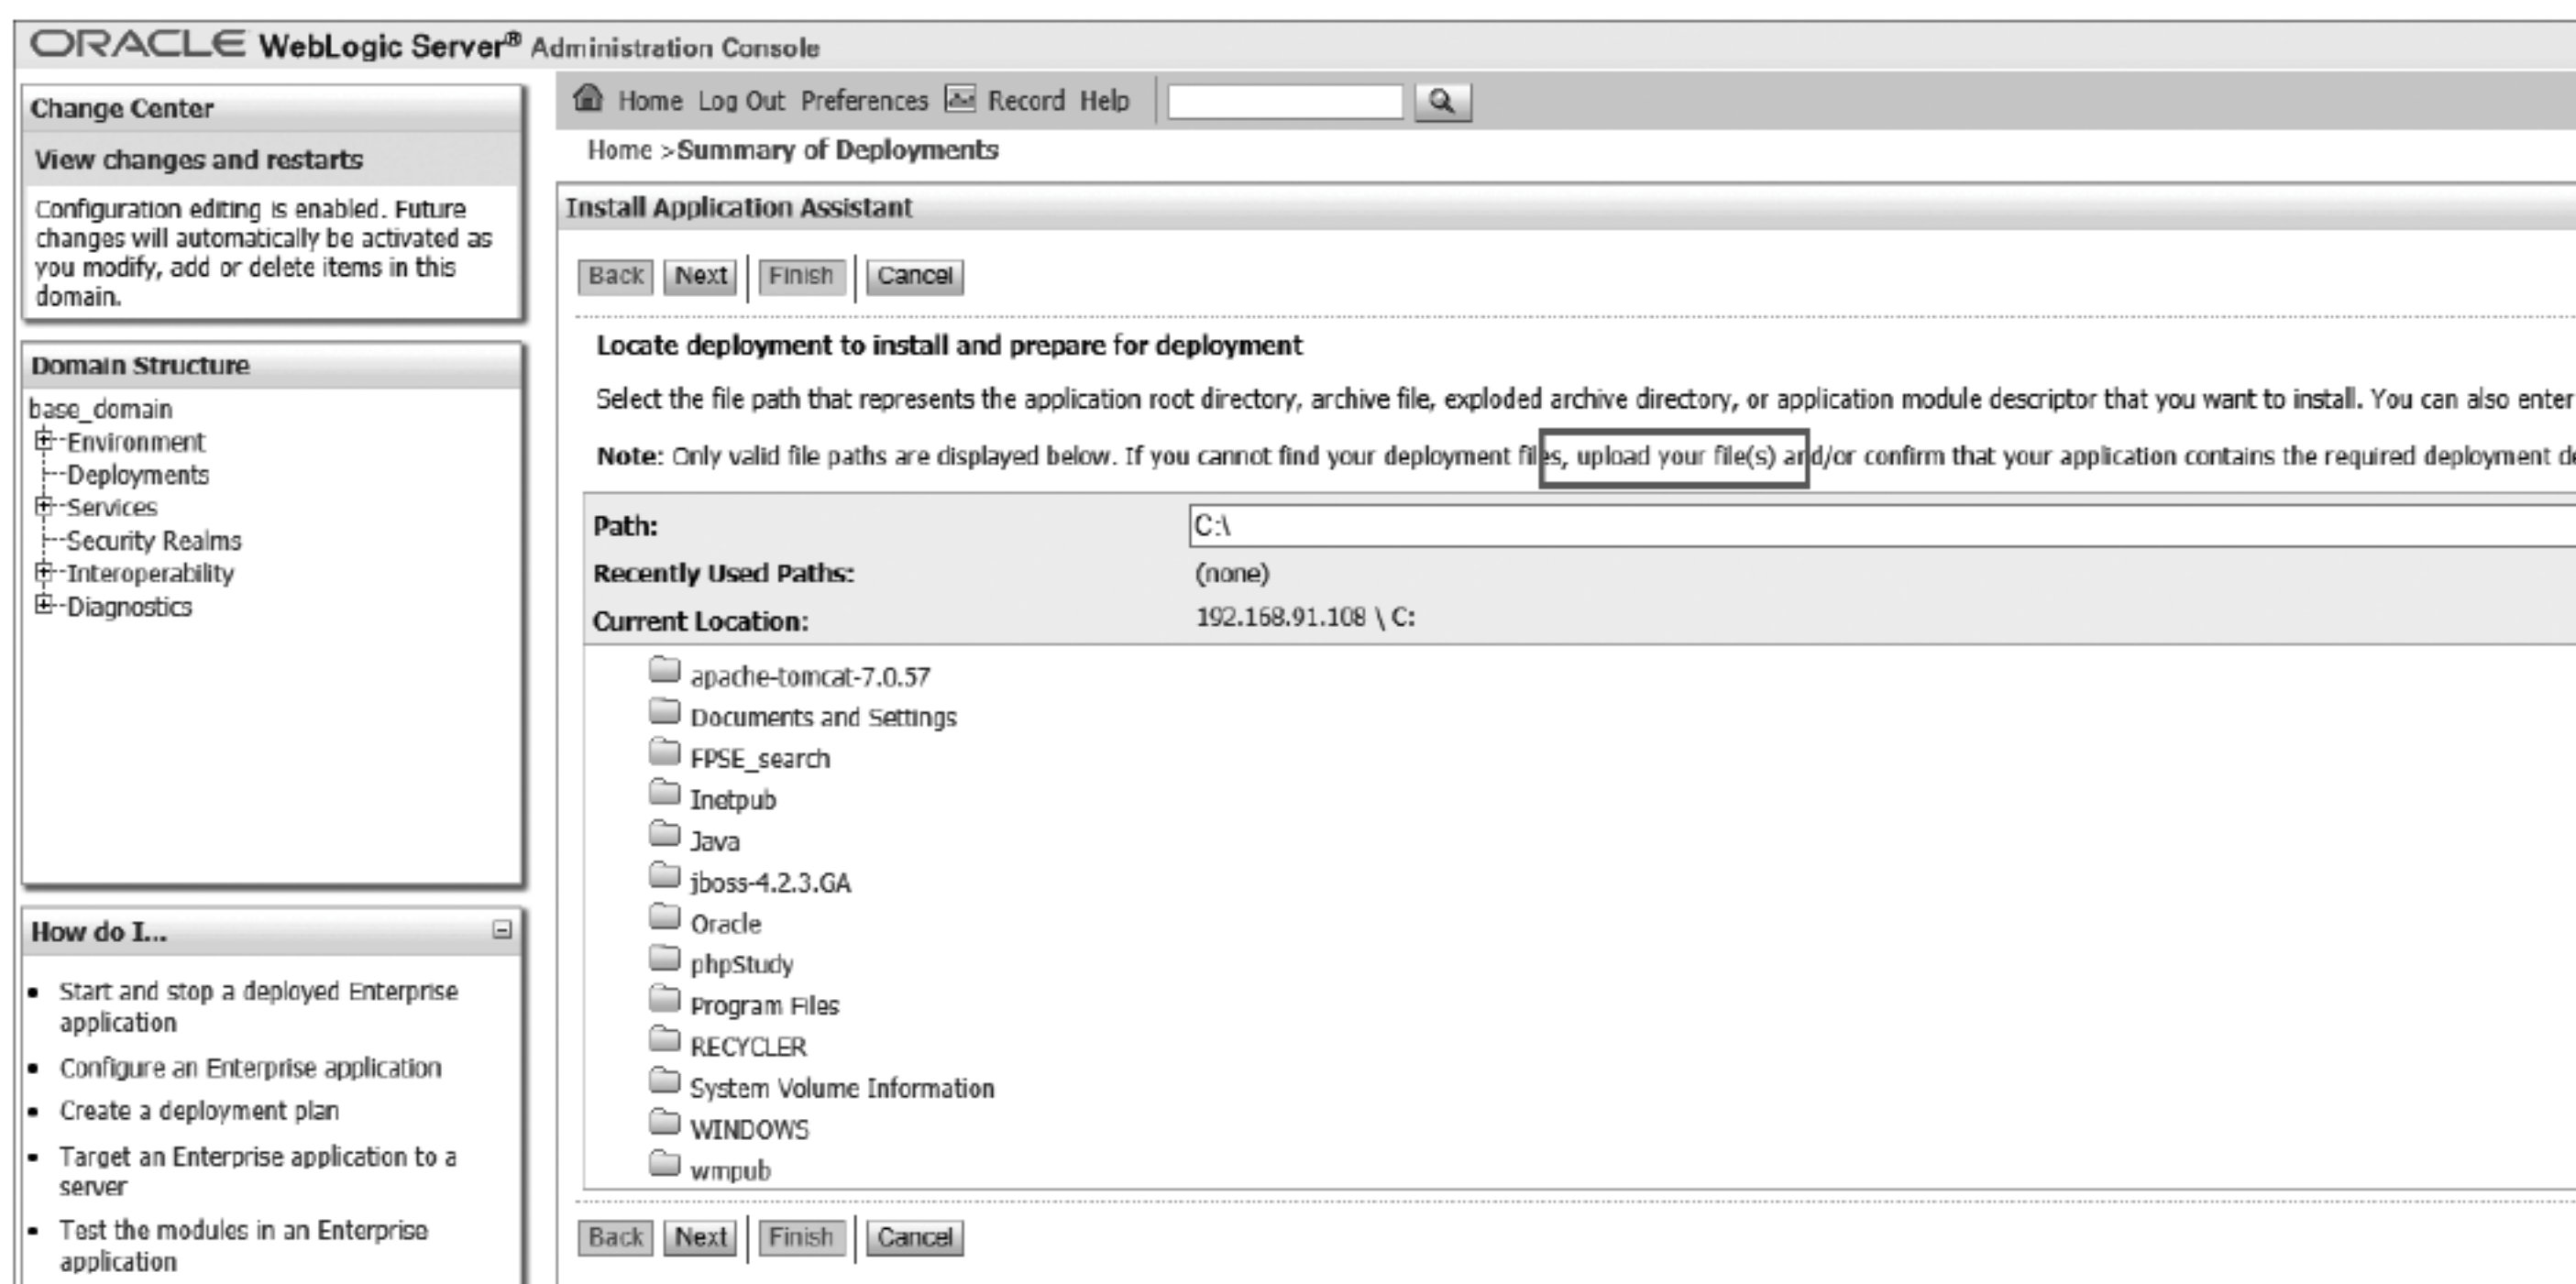 ORACLE WebLogic Server® Administration Console
Change Center
View changes and restarts
Configuration editing is enabled. Future
changes will automatically be activated as
you modify, add or delete items in this
domain.
Domain Structure
base_domain
Environment
Deployments
Services
Security Realms
Interoperability
Diagnostics
How do I...
Start and stop a deployed Enterprise
application
Configure an Enterprise application
Create a deployment plan
Target an Enterprise application to a
server
Test the modules in an Enterprise
application
Home Log Out Preferences Record Help
Home >Summary of Deployments
Install Application Assistant
Back Next Finish Cancel
Locate deployment to install and prepare for deployment
Select the file path that represents the application root directory, archive file, exploded archive directory, or application module descriptor that you want to install. You can also enter
Note: Only valid file paths are displayed below. If you cannot find your deployment files, upload your file(s) and/or confirm that your application contains the required deployment de
Path: C:\
Recently Used Paths: (none)
Current Location: 192.168.91.108 \ C:
apache-tomcat-7.0.57
Documents and Settings
FPSE_search
Inetpub
Java
jboss-4.2.3.GA
Oracle
phpStudy
Program Files
RECYCLER
System Volume Information
WINDOWS
wmpub
Back Next Finish Cancel